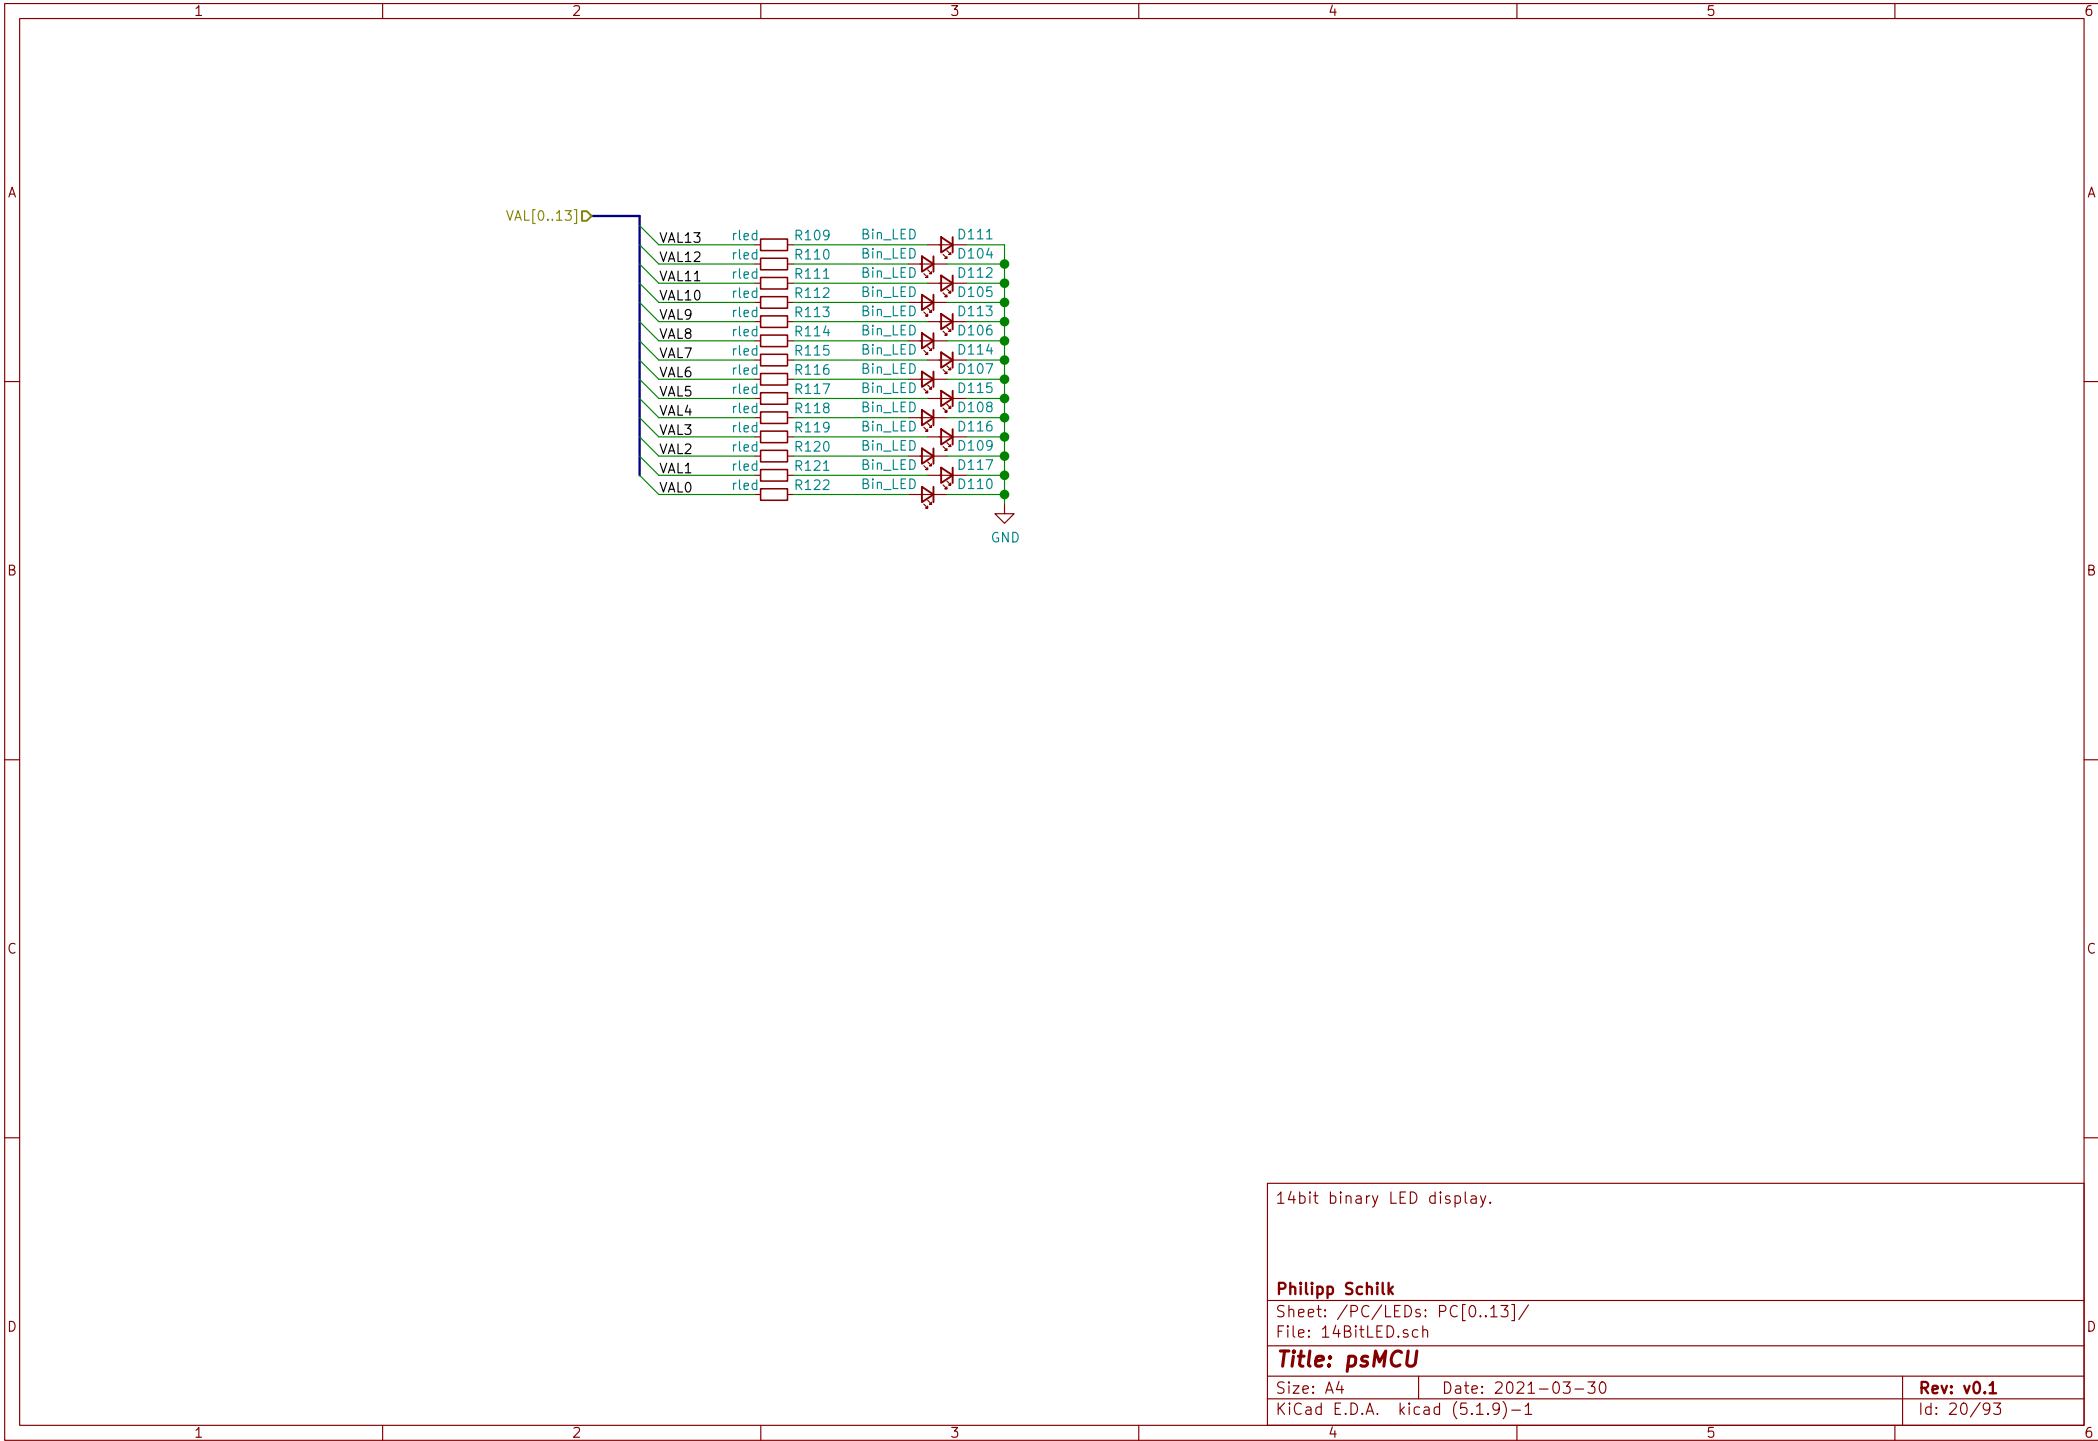 1 2 3 4 5 6
A A
VAL[0..13]
VAL13 rled R109 Bin_LED D111
VAL12 rled R110 Bin_LED D104
VAL11 rled R111 Bin_LED D112
VAL10 rled R112 Bin_LED D105
VAL9 rled R113 Bin_LED D113
VAL8 rled R114 Bin_LED D106
VAL7 rled R115 Bin_LED D114
VAL6 rled R116 Bin_LED D107
VAL5 rled R117 Bin_LED D115
VAL4 rled R118 Bin_LED D108
VAL3 rled R119 Bin_LED D116
VAL2 rled R120 Bin_LED D109
VAL1 rled R121 Bin_LED D117
VAL0 rled R122 Bin_LED D110
GND
B B
C C
14bit binary LED display.
Philipp Schilk
Sheet: /PC/LEDs: PC[0..13]/
D D
File: 14BitLED.sch
Title: psMCU
Size: A4 Date: 2021-03-30 Rev: v0.1
KiCad E.D.A. kicad (5.1.9)-1 Id: 20/93
1 2 3 4 5 6